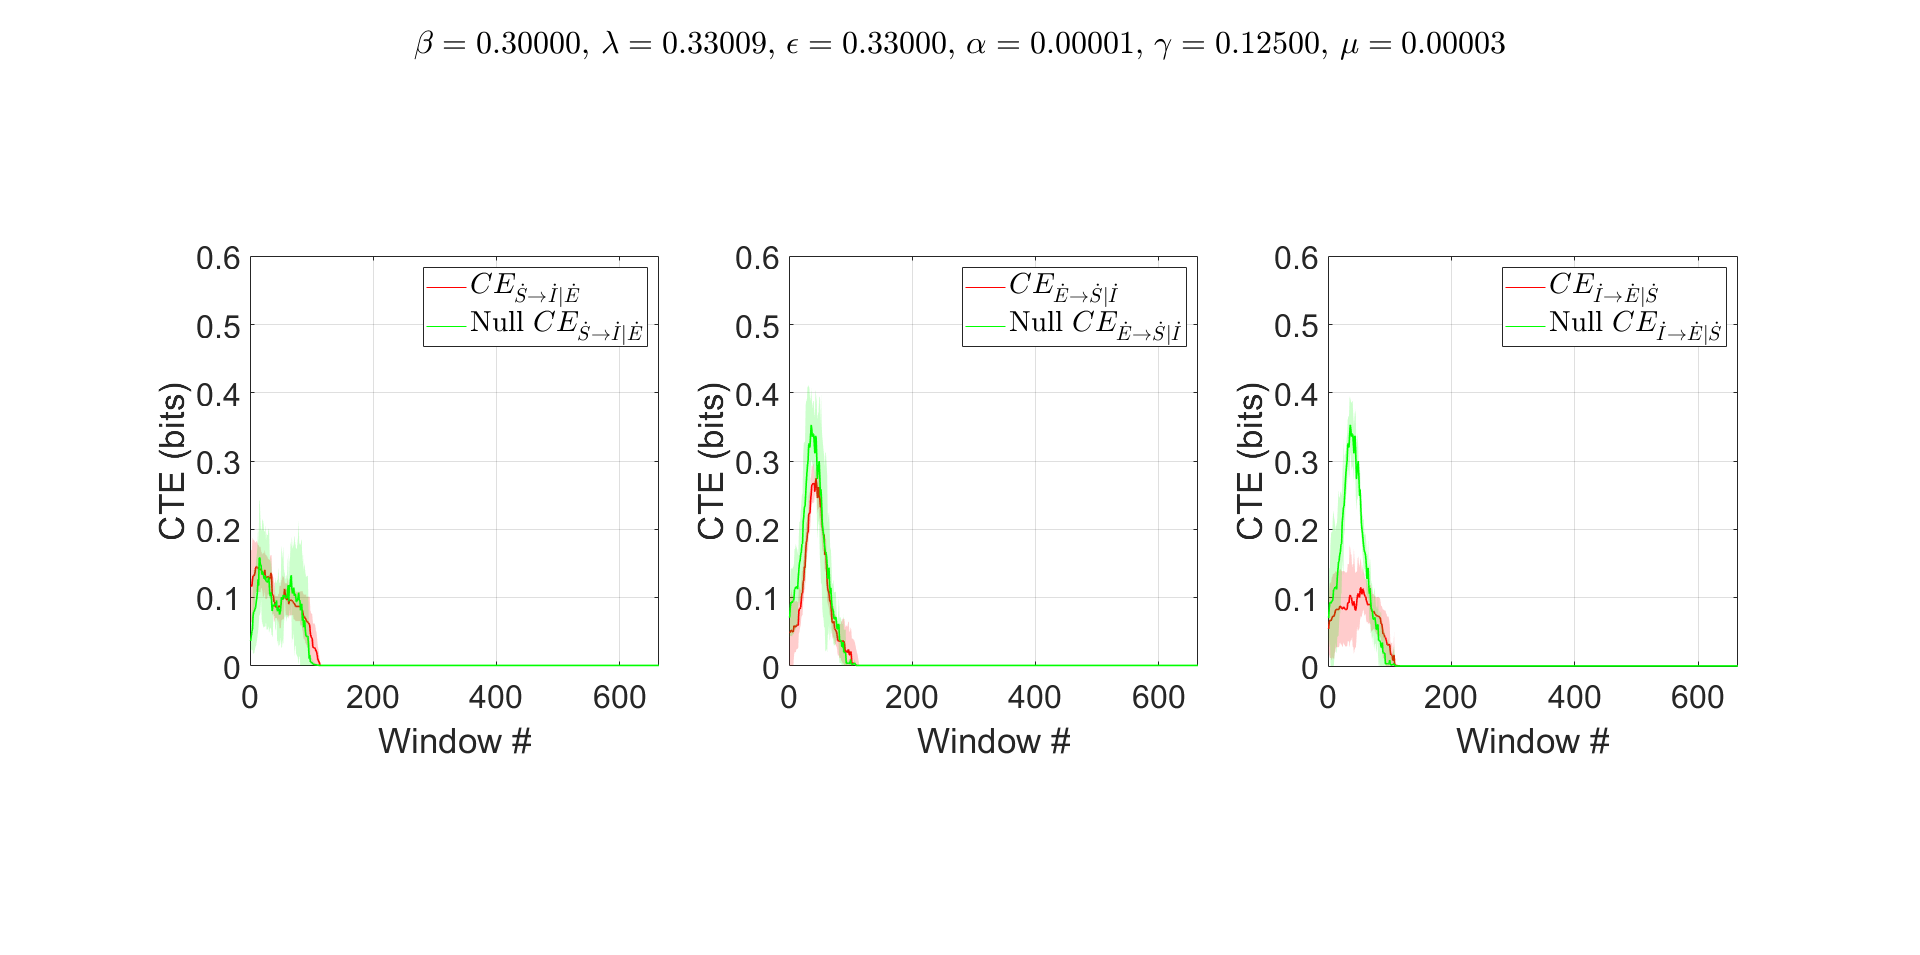 β = 0.30000, λ = 0.33009, ϵ = 0.33000, α = 0.00001, γ = 0.12500, μ = 0.00003
0.6
0.5
0.4
0.3
0.2
0.1
0
CTE (bits)
0 200 400 600
Window #
CE_{Ṡ→İ|Ė}
Null CE_{Ṡ→İ|Ė}
0.6
0.5
0.4
0.3
0.2
0.1
0
CTE (bits)
0 200 400 600
Window #
CE_{Ė→Ṡ|İ}
Null CE_{Ė→Ṡ|İ}
0.6
0.5
0.4
0.3
0.2
0.1
0
CTE (bits)
0 200 400 600
Window #
CE_{İ→Ė|Ṡ}
Null CE_{İ→Ė|Ṡ}